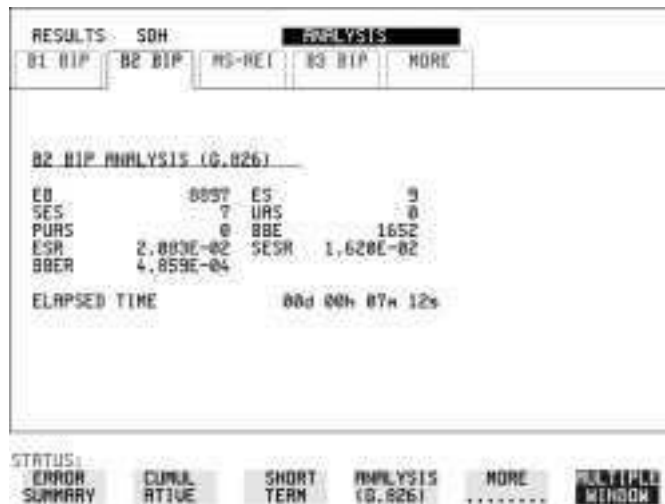 RESULTS SDH ANALYSIS
B1 BIP B2 BIP MS-REI B3 BIP MORE
B2 BIP ANALYSIS (G.826)
EB 8897 ES 9
SES 7 UAS 0
PUAS 0 BBE 1652
ESR 2.083E-02 SESR 1.620E-02
BBER 4.859E-04
ELAPSED TIME 00d 00h 07m 12s
STATUS:
ERROR SUMMARY CUMUL ATIVE SHORT TERM ANALYSIS (G.826) MORE ........ MULTIPLE WINDOW